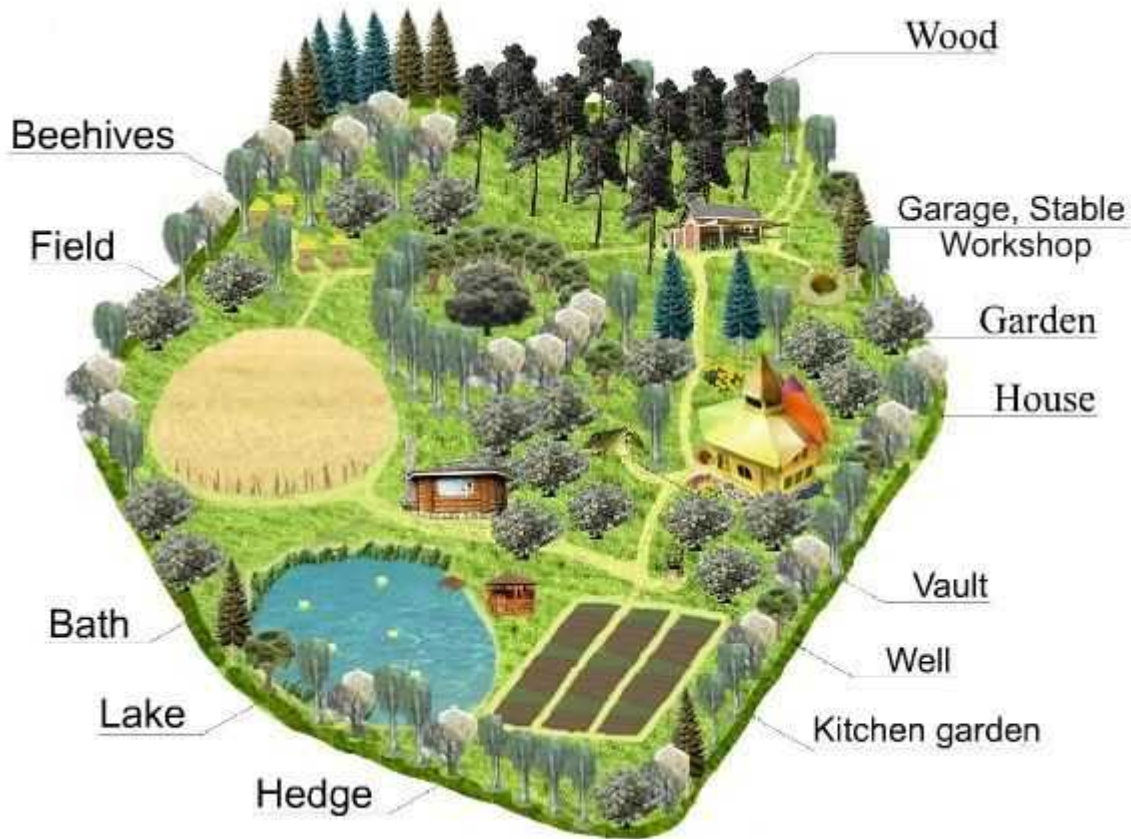 Wood
Beehives
Garage, Stable
Workshop
Field
Garden
House
Vault
Bath
Well
Lake
Kitchen garden
Hedge